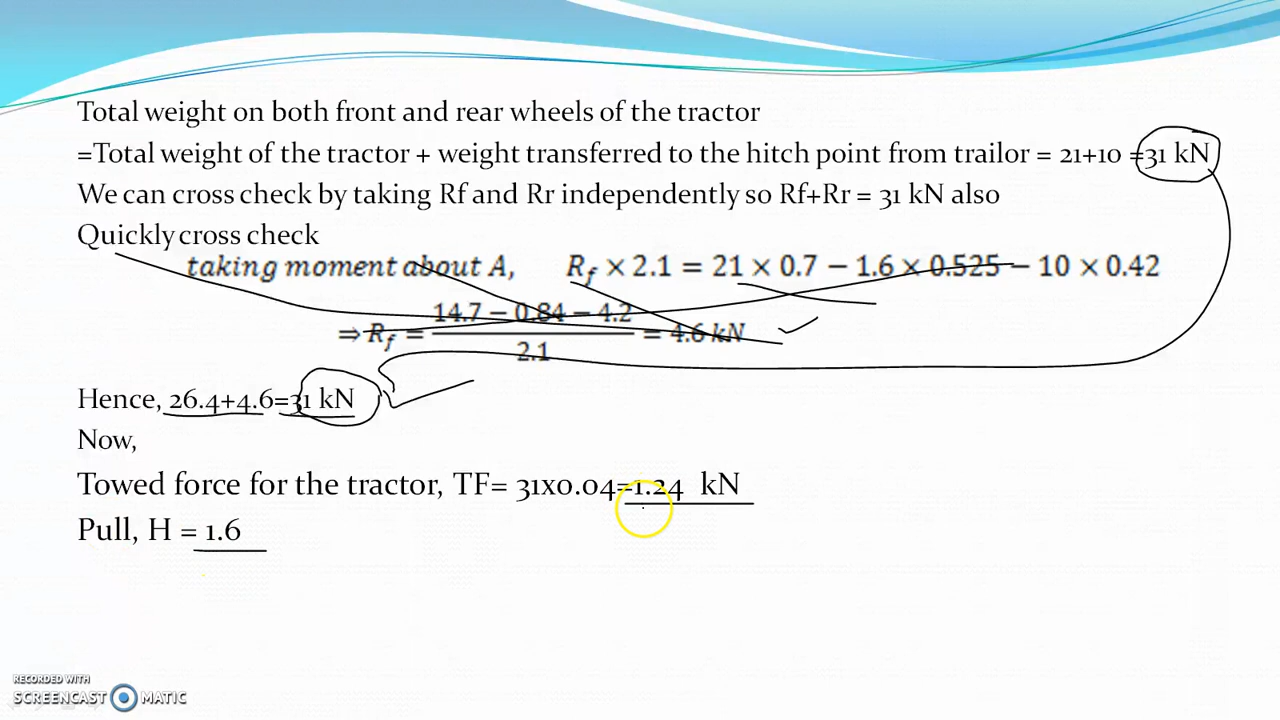 Total weight on both front and rear wheels of the tractor
=Total weight of the tractor + weight transferred to the hitch point from trailor = 21+10 =31 kN
We can cross check by taking Rf and Rr independently so Rf+Rr = 31 kN also
Quickly cross check
taking moment about A, R_f × 2.1 = 21 × 0.7 − 1.6 × 0.525 − 10 × 0.42
⇒ R_f = (14.7 − 0.84 − 4.2)/2.1 = 4.6 kN
Hence, 26.4+4.6=31 kN
Now,
Towed force for the tractor, TF= 31x0.04=1.24 kN
Pull, H = 1.6
RECORDED WITH
SCREENCAST MATIC